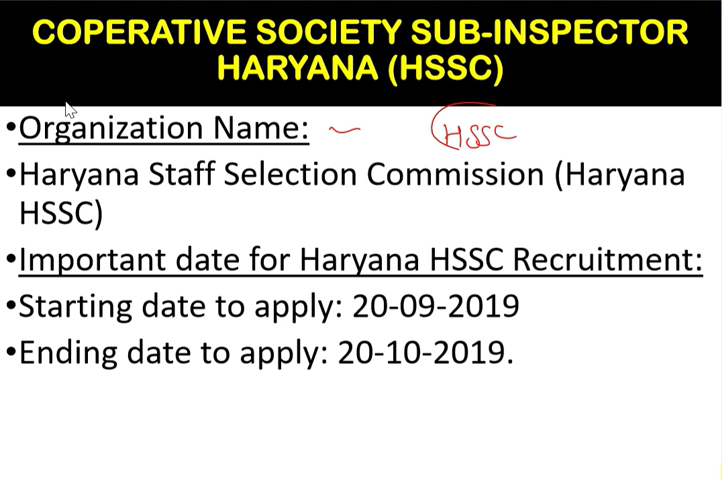 COPERATIVE SOCIETY SUB-INSPECTOR
HARYANA (HSSC)
•Organization Name: — HSSC
•Haryana Staff Selection Commission (Haryana
HSSC)
•Important date for Haryana HSSC Recruitment:
•Starting date to apply: 20-09-2019
•Ending date to apply: 20-10-2019.